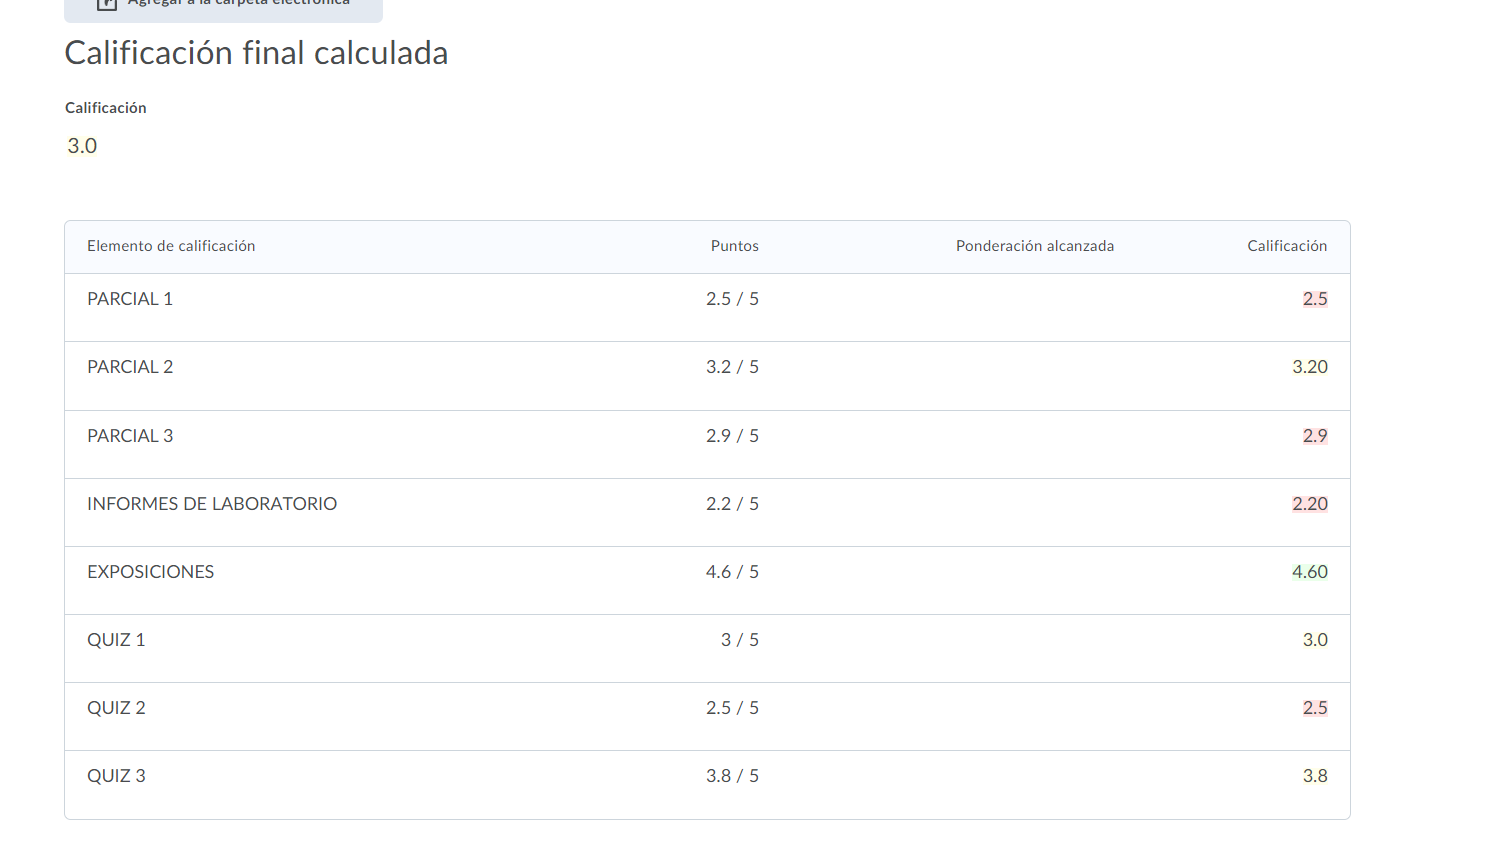 Agregar a la carpeta electrónica
Calificación final calculada
Calificación
3.0
Elemento de calificación Puntos Ponderación alcanzada Calificación
PARCIAL 1 2.5 / 5 2.5
PARCIAL 2 3.2 / 5 3.20
PARCIAL 3 2.9 / 5 2.9
INFORMES DE LABORATORIO 2.2 / 5 2.20
EXPOSICIONES 4.6 / 5 4.60
QUIZ 1 3 / 5 3.0
QUIZ 2 2.5 / 5 2.5
QUIZ 3 3.8 / 5 3.8